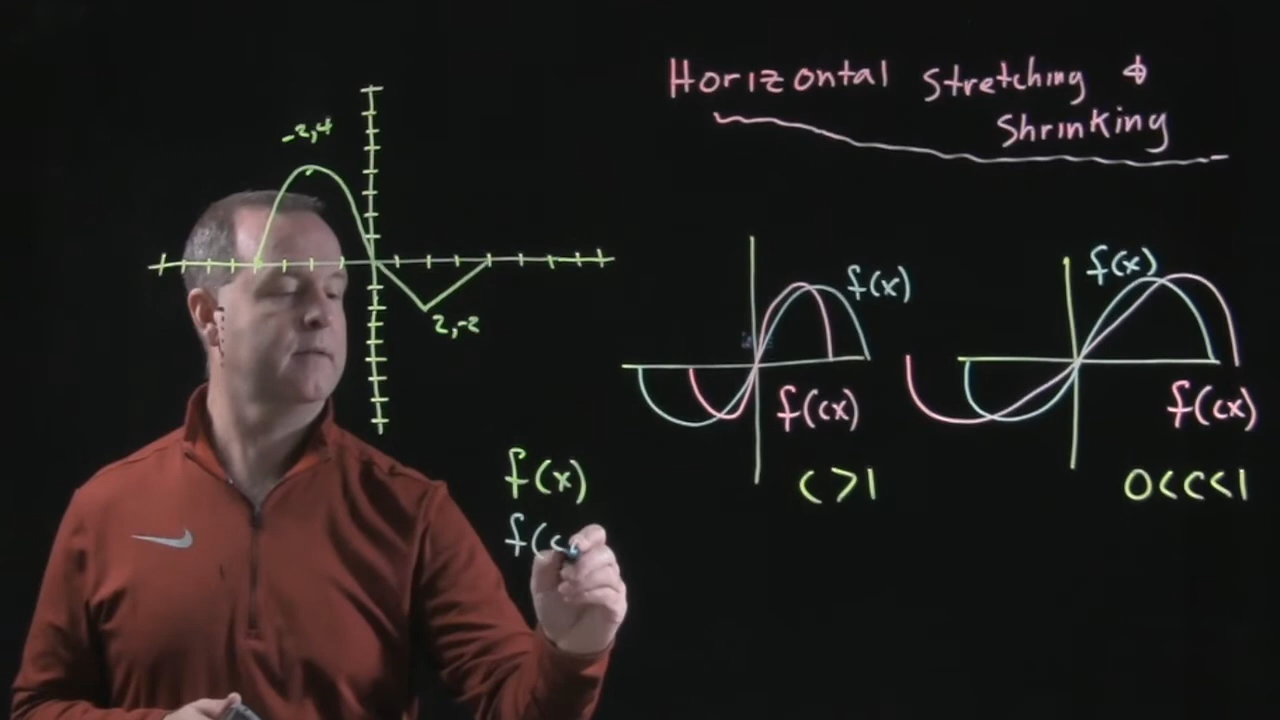 Horizontal Stretching &
Shrinking
-2,4
2,-2
f(x)
f(cx)
c>1
f(x)
f(cx)
0<c<1
f(x)
f(c